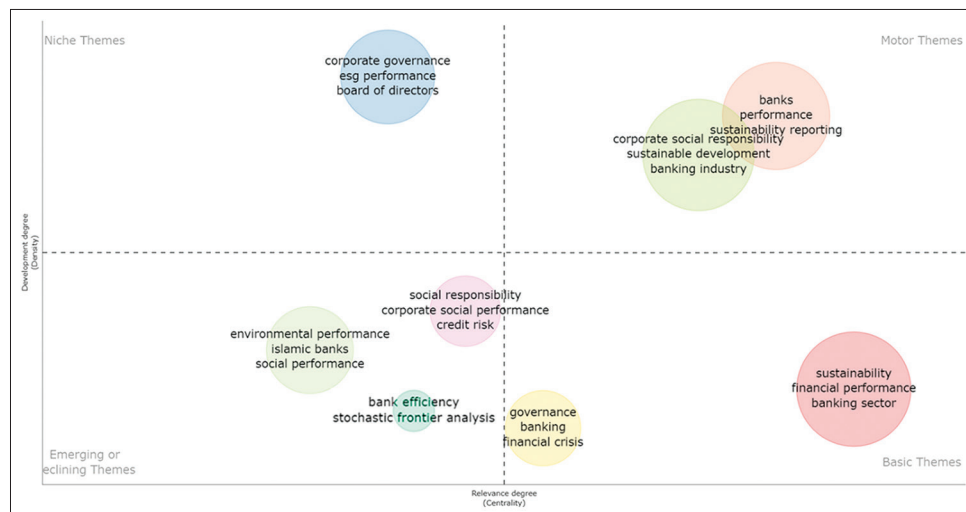 Niche Themes
Motor Themes
corporate governance
esg performance
board of directors
banks
performance
sustainability reporting
corporate social responsibility
sustainable development
banking industry
Development degree
(Density)
social responsibility
corporate social performance
credit risk
environmental performance
islamic banks
social performance
bank efficiency
stochastic frontier analysis
governance
banking
financial crisis
sustainability
financial performance
banking sector
Emerging or
eclining Themes
Basic Themes
Relevance degree
(Centrality)